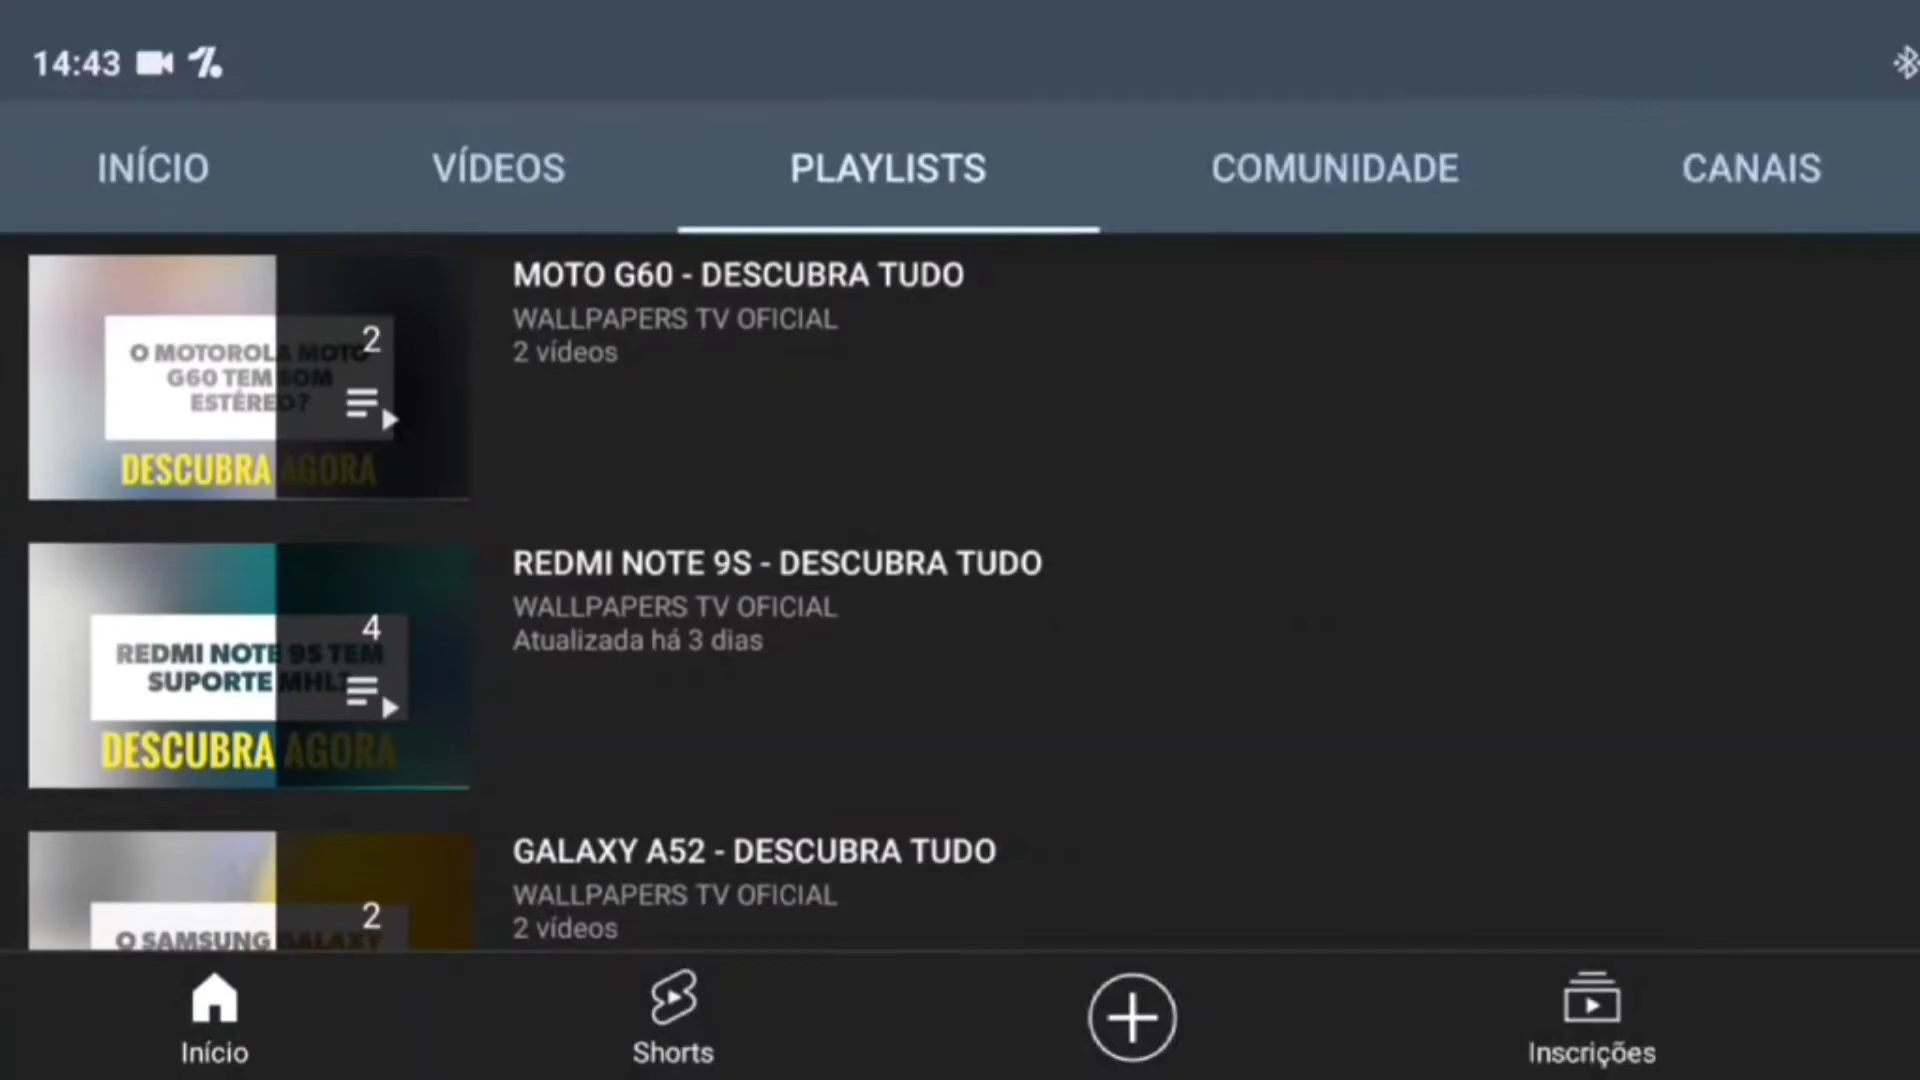 14:43
INÍCIO VÍDEOS PLAYLISTS COMUNIDADE CANAIS
MOTO G60 - DESCUBRA TUDO
WALLPAPERS TV OFICIAL
2 vídeos
2
O MOTOROLA MOTO
G60 TEM SOM
ESTÉREO?
DESCUBRA AGORA
REDMI NOTE 9S - DESCUBRA TUDO
WALLPAPERS TV OFICIAL
Atualizada há 3 dias
4
REDMI NOTE 9S TEM
SUPORTE MHL?
DESCUBRA AGORA
GALAXY A52 - DESCUBRA TUDO
WALLPAPERS TV OFICIAL
2 vídeos
2
O SAMSUNG GALAXY
Início Shorts Inscrições